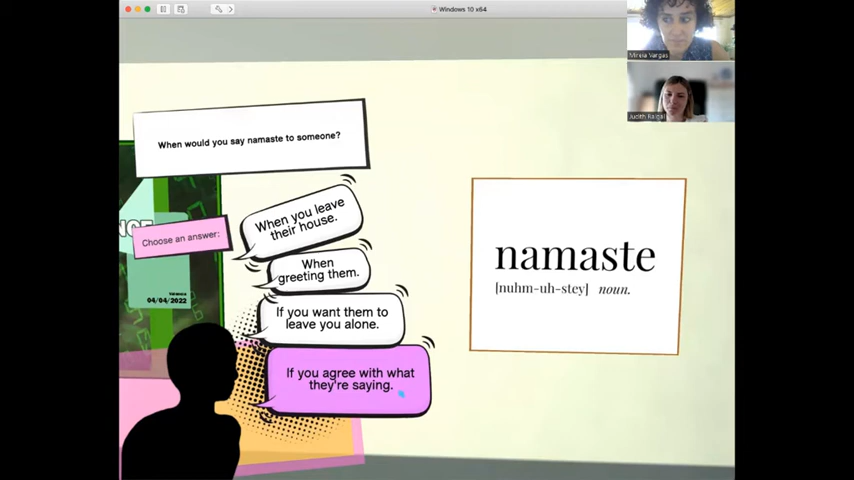 Windows 10 x64
Mireia Vargas
Judith Raigal
When would you say namaste to someone?
Choose an answer:
When you leave
their house.
When
greeting them.
If you want them to
leave you alone.
If you agree with what
they're saying.
namaste
[nuhm-uh-stey] noun.
04/04/2022